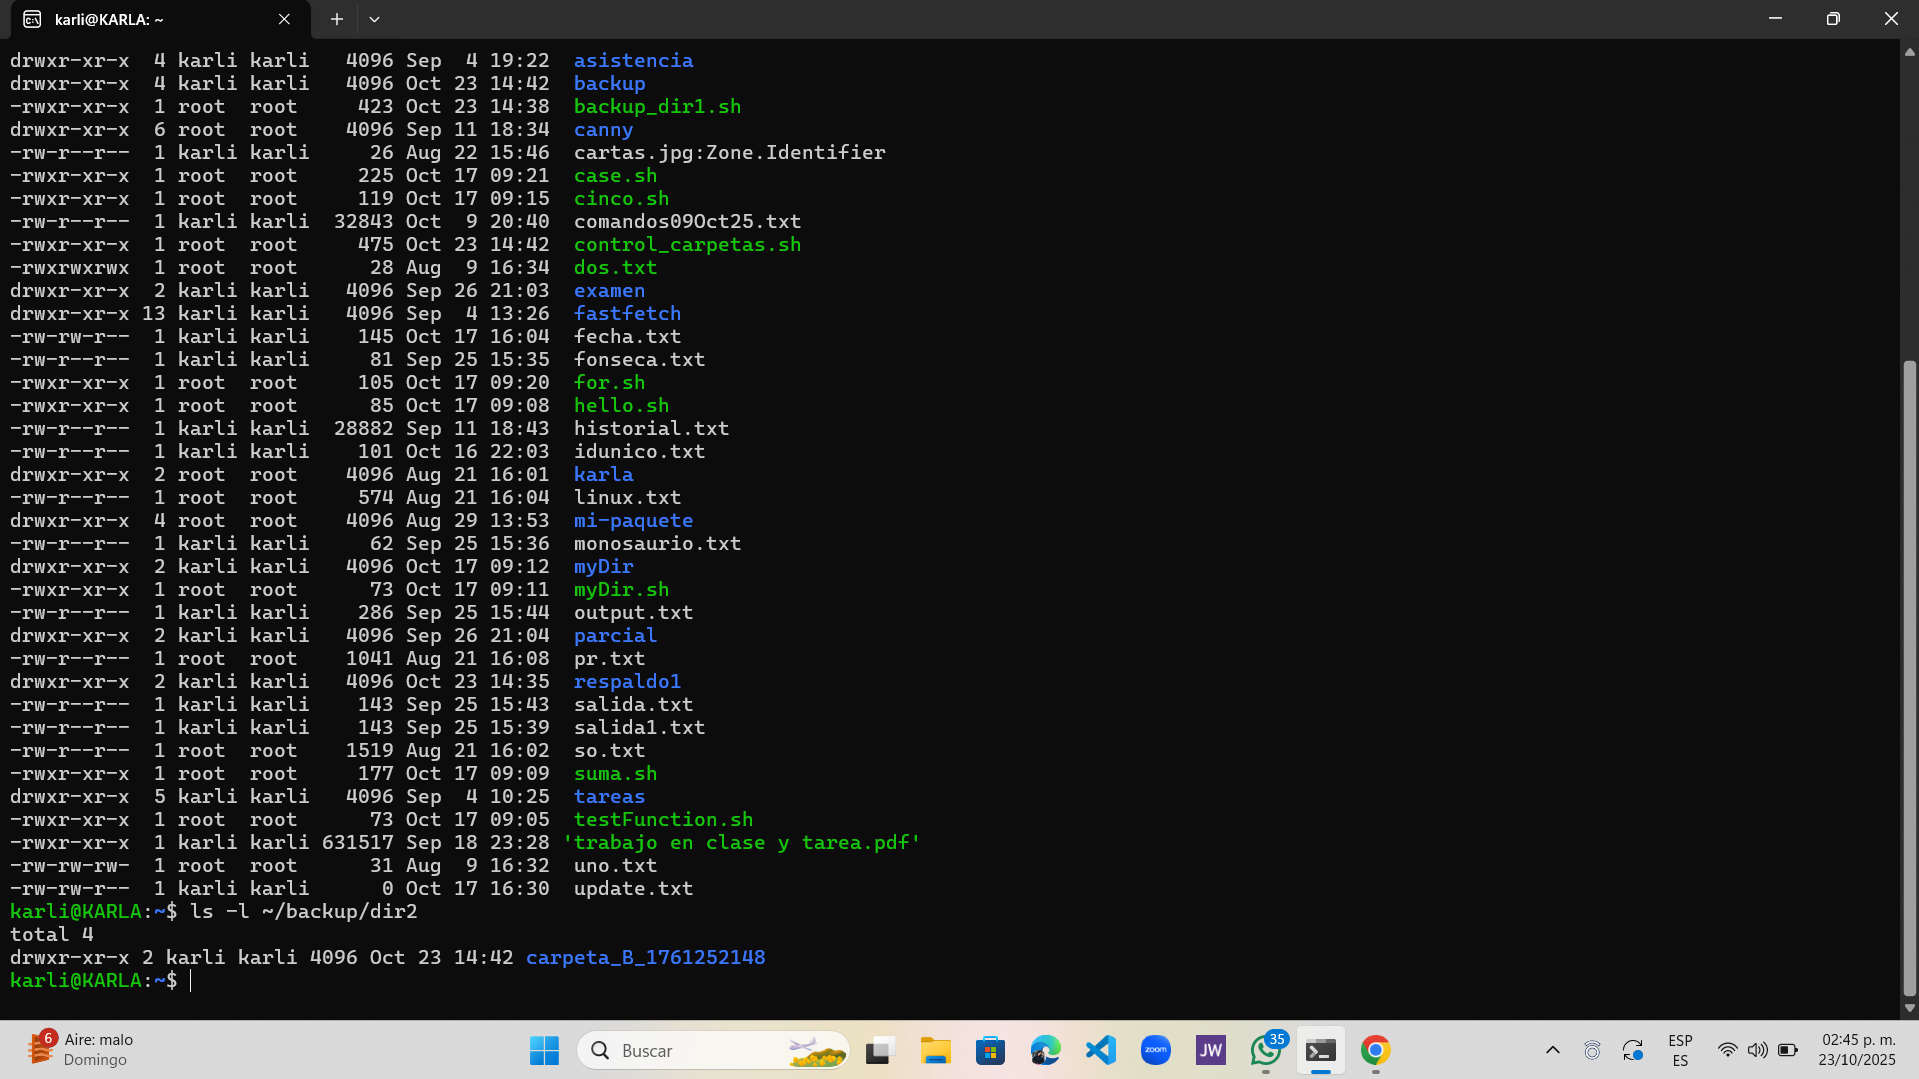 karli@KARLA: ~
drwxr-xr-x  4 karli karli   4096 Sep  4 19:22  asistencia
drwxr-xr-x  4 karli karli   4096 Oct 23 14:42  backup
-rwxr-xr-x  1 root  root     423 Oct 23 14:38  backup_dir1.sh
drwxr-xr-x  6 root  root    4096 Sep 11 18:34  canny
-rw-r--r--  1 karli karli     26 Aug 22 15:46  cartas.jpg:Zone.Identifier
-rwxr-xr-x  1 root  root     225 Oct 17 09:21  case.sh
-rwxr-xr-x  1 root  root     119 Oct 17 09:15  cinco.sh
-rw-r--r--  1 karli karli  32843 Oct  9 20:40  comandos09Oct25.txt
-rwxr-xr-x  1 root  root     475 Oct 23 14:42  control_carpetas.sh
-rwxrwxrwx  1 root  root      28 Aug  9 16:34  dos.txt
drwxr-xr-x  2 karli karli   4096 Sep 26 21:03  examen
drwxr-xr-x 13 karli karli   4096 Sep  4 13:26  fastfetch
-rw-rw-r--  1 karli karli    145 Oct 17 16:04  fecha.txt
-rw-r--r--  1 karli karli     81 Sep 25 15:35  fonseca.txt
-rwxr-xr-x  1 root  root     105 Oct 17 09:20  for.sh
-rwxr-xr-x  1 root  root      85 Oct 17 09:08  hello.sh
-rw-r--r--  1 karli karli  28882 Sep 11 18:43  historial.txt
-rw-r--r--  1 karli karli    101 Oct 16 22:03  idunico.txt
drwxr-xr-x  2 root  root    4096 Aug 21 16:01  karla
-rw-r--r--  1 root  root     574 Aug 21 16:04  linux.txt
drwxr-xr-x  4 root  root    4096 Aug 29 13:53  mi-paquete
-rw-r--r--  1 karli karli     62 Sep 25 15:36  monosaurio.txt
drwxr-xr-x  2 karli karli   4096 Oct 17 09:12  myDir
-rwxr-xr-x  1 root  root      73 Oct 17 09:11  myDir.sh
-rw-r--r--  1 karli karli    286 Sep 25 15:44  output.txt
drwxr-xr-x  2 karli karli   4096 Sep 26 21:04  parcial
-rw-r--r--  1 root  root    1041 Aug 21 16:08  pr.txt
drwxr-xr-x  2 karli karli   4096 Oct 23 14:35  respaldo1
-rw-r--r--  1 karli karli    143 Sep 25 15:43  salida.txt
-rw-r--r--  1 karli karli    143 Sep 25 15:39  salida1.txt
-rw-r--r--  1 root  root    1519 Aug 21 16:02  so.txt
-rwxr-xr-x  1 root  root     177 Oct 17 09:09  suma.sh
drwxr-xr-x  5 karli karli   4096 Sep  4 10:25  tareas
-rwxr-xr-x  1 root  root      73 Oct 17 09:05  testFunction.sh
-rwxr-xr-x  1 karli karli 631517 Sep 18 23:28 'trabajo en clase y tarea.pdf'
-rw-rw-rw-  1 root  root      31 Aug  9 16:32  uno.txt
-rw-rw-r--  1 karli karli      0 Oct 17 16:30  update.txt
karli@KARLA:~$ ls -l ~/backup/dir2
total 4
drwxr-xr-x 2 karli karli 4096 Oct 23 14:42 carpeta_B_1761252148
karli@KARLA:~$
6
Aire: malo
Domingo
Buscar
zoom
JW
35
ESP
ES
02:45 p. m.
23/10/2025